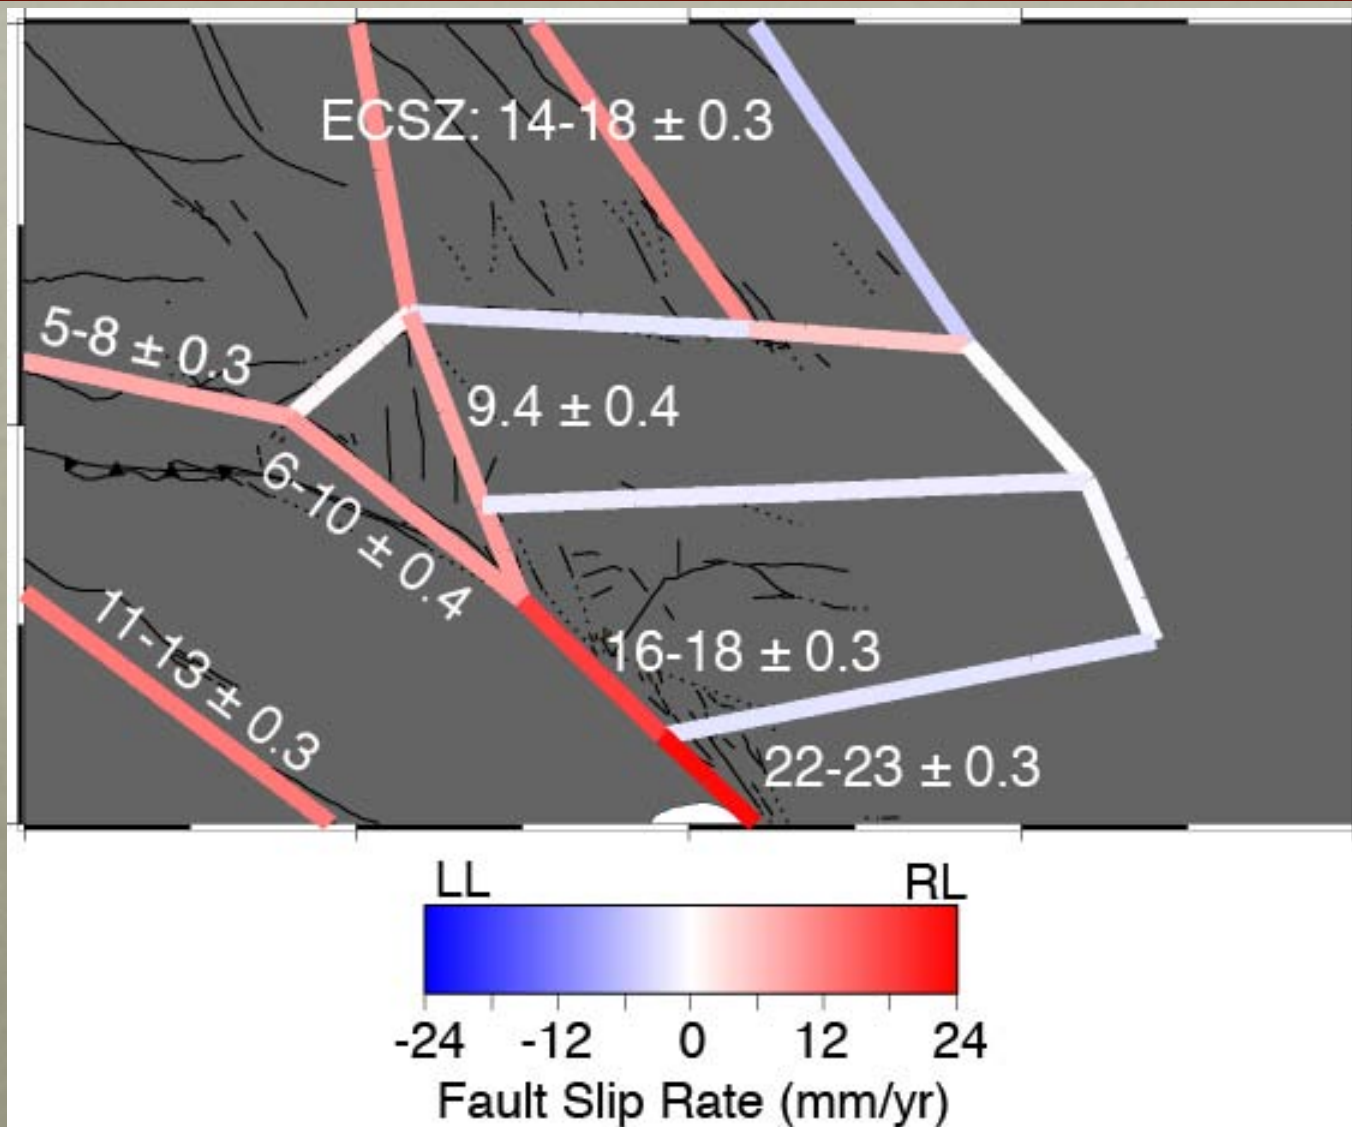 ECSZ: 14-18 ± 0.3
5-8 ± 0.3
9.4 ± 0.4
6-10 ± 0.4
11-13 ± 0.3
16-18 ± 0.3
22-23 ± 0.3
LL RL
-24 -12 0 12 24
Fault Slip Rate (mm/yr)